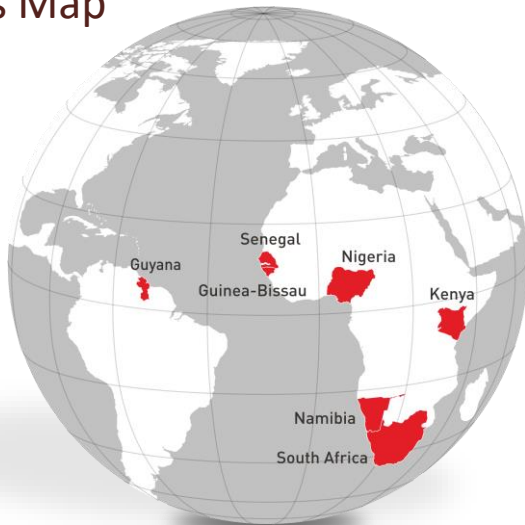 s Map
Senegal
Guyana
Nigeria
Guinea-Bissau
Kenya
Namibia
South Africa